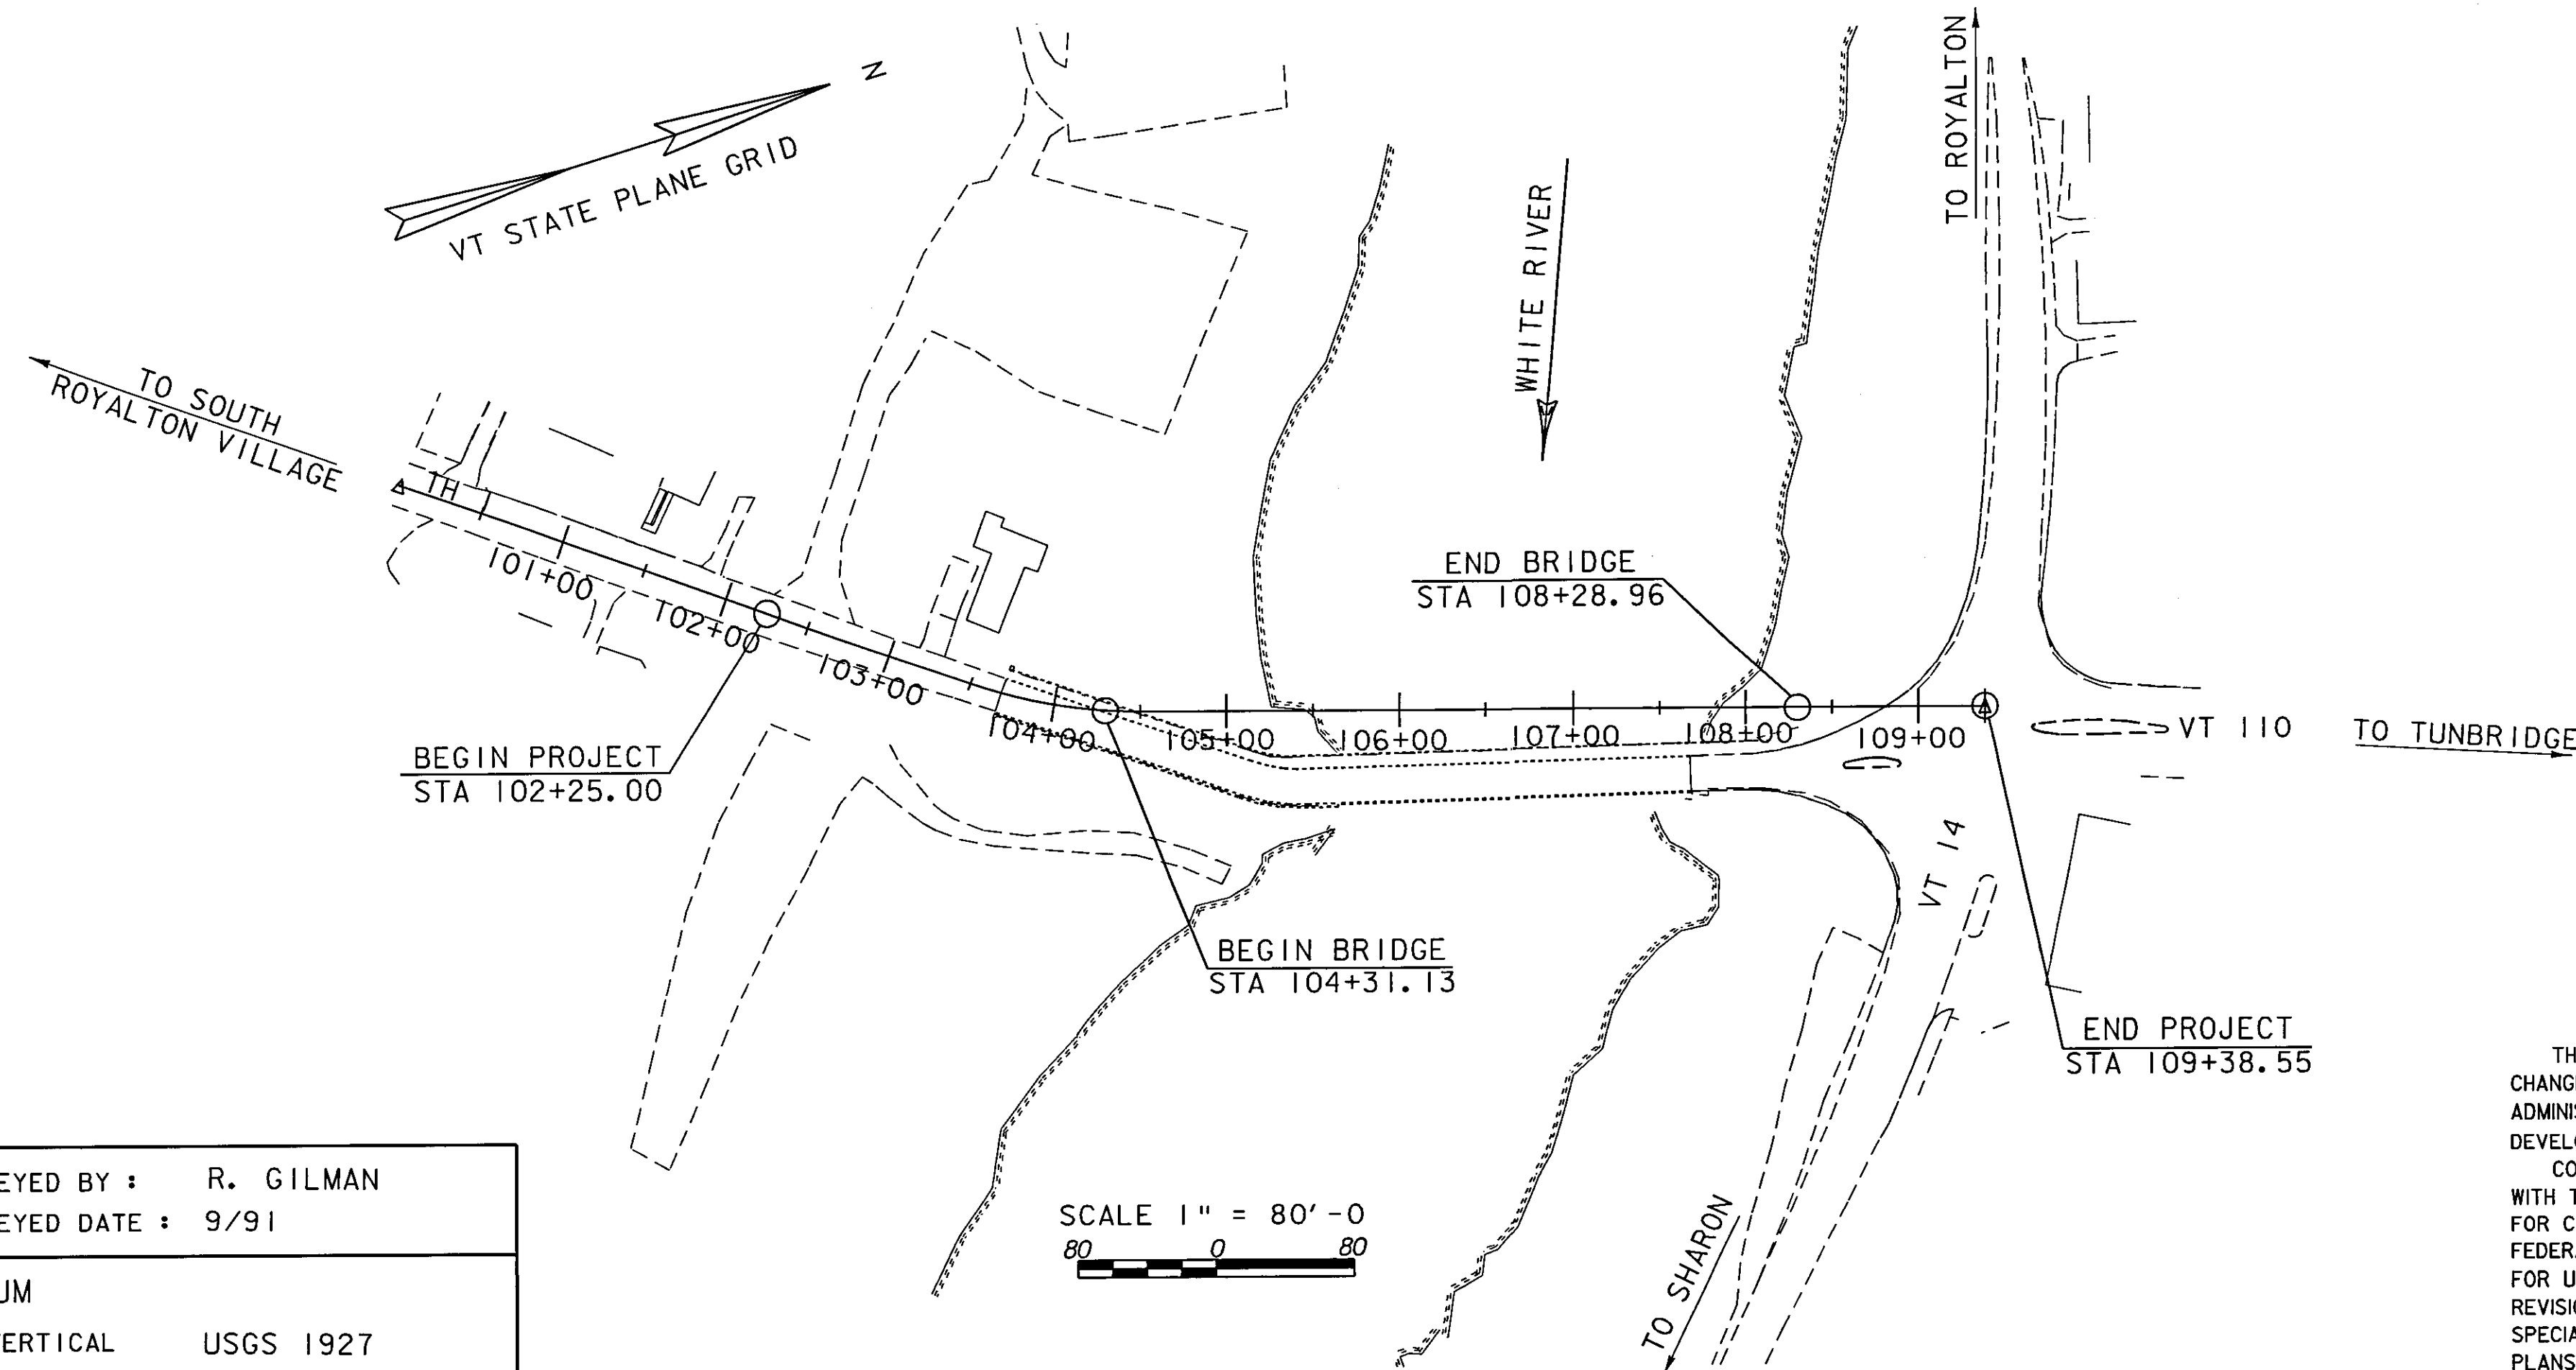 N
VT STATE PLANE GRID
TO ROYALTON
WHITE RIVER
TO SOUTH
ROYALTON VILLAGE
TH
101+00
102+00
103+00
104+00
105+00
106+00
107+00
108+00
109+00
END BRIDGE
STA 108+28.96
VT 110
TO TUNBRIDGE
BEGIN PROJECT
STA 102+25.00
VT 14
BEGIN BRIDGE
STA 104+31.13
END PROJECT
STA 109+38.55
EYED BY : R. GILMAN
EYED DATE : 9/91
UM
ERTICAL USGS 1927
SCALE 1" = 80'-0
80 0 80
TO SHARON
TH
CHANG
ADMINIS
DEVELO
CO
WITH T
FOR C
FEDER
FOR U
REVISI
SPECIA
PLANS